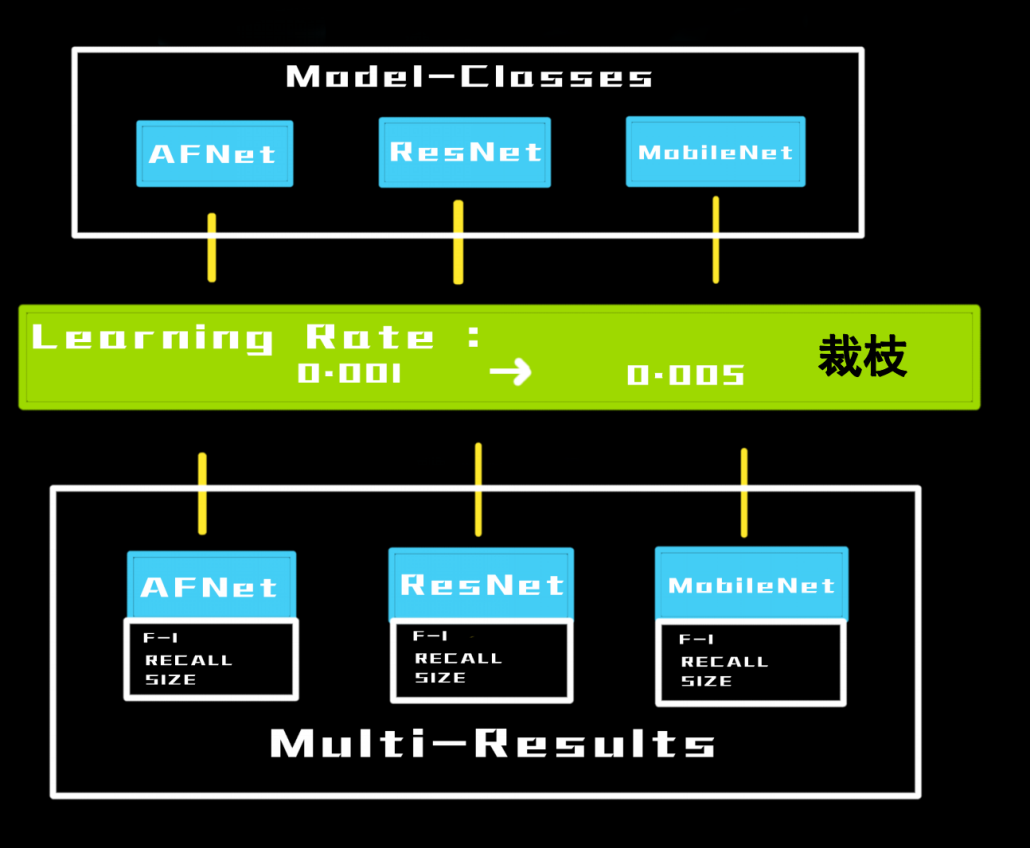 Model-Classes
AFNet
ResNet
MobileNet
Learning Rate :
0.001 → 0.005
裁枝
AFNet
F-1
RECALL
SIZE
ResNet
F-1
RECALL
SIZE
MobileNet
F-1
RECALL
SIZE
Multi-Results